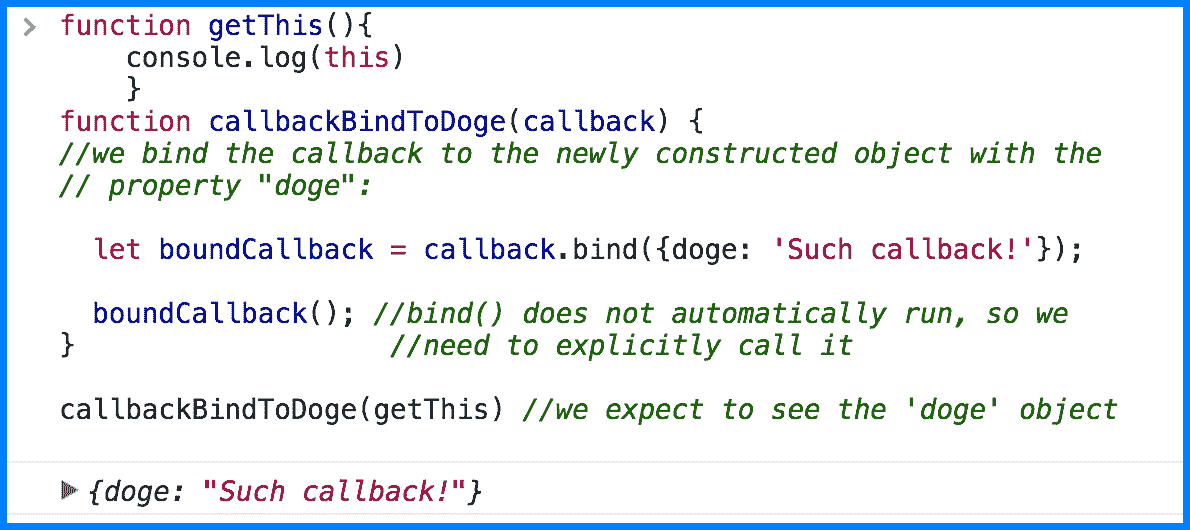 > function getThis(){
    console.log(this)
    }
function callbackBindToDoge(callback) {
//we bind the callback to the newly constructed object with the
// property "doge":
  let boundCallback = callback.bind({doge: 'Such callback!'});
  boundCallback(); //bind() does not automatically run, so we
}                   //need to explicitly call it
callbackBindToDoge(getThis) //we expect to see the 'doge' object
▶{doge: "Such callback!"}